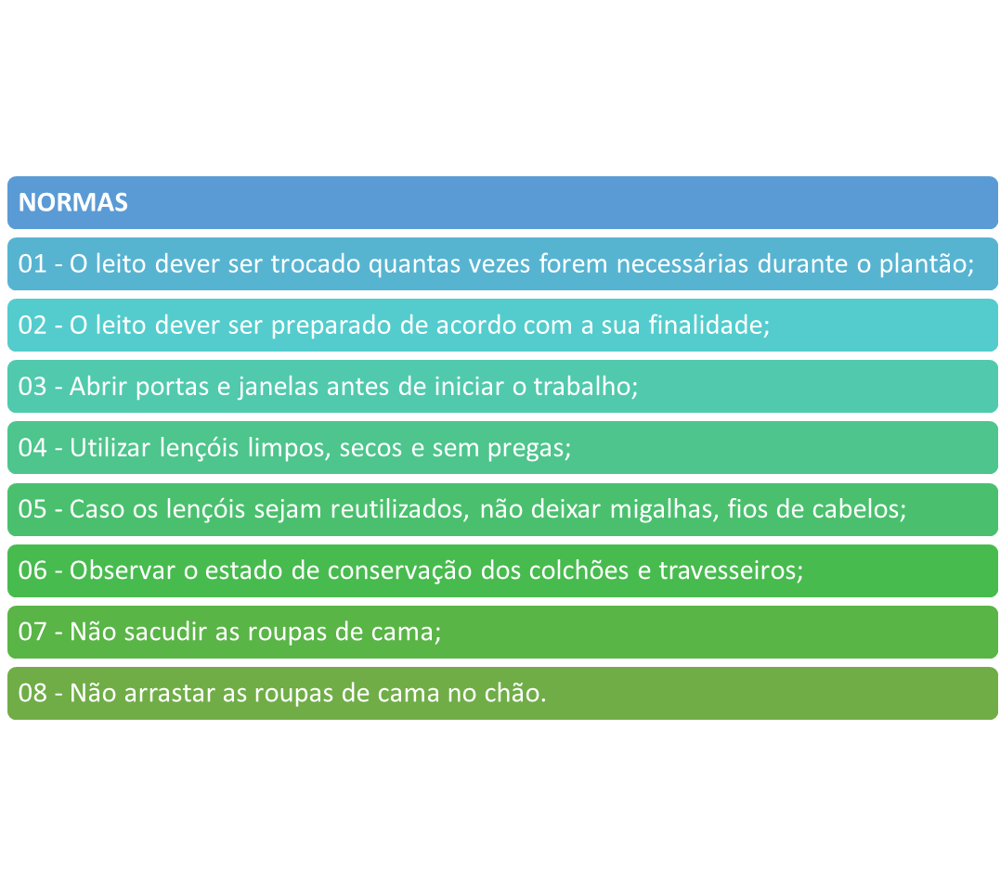 NORMAS
01 - O leito dever ser trocado quantas vezes forem necessárias durante o plantão;
02 - O leito dever ser preparado de acordo com a sua finalidade;
03 - Abrir portas e janelas antes de iniciar o trabalho;
04 - Utilizar lençóis limpos, secos e sem pregas;
05 - Caso os lençóis sejam reutilizados, não deixar migalhas, fios de cabelos;
06 - Observar o estado de conservação dos colchões e travesseiros;
07 - Não sacudir as roupas de cama;
08 - Não arrastar as roupas de cama no chão.